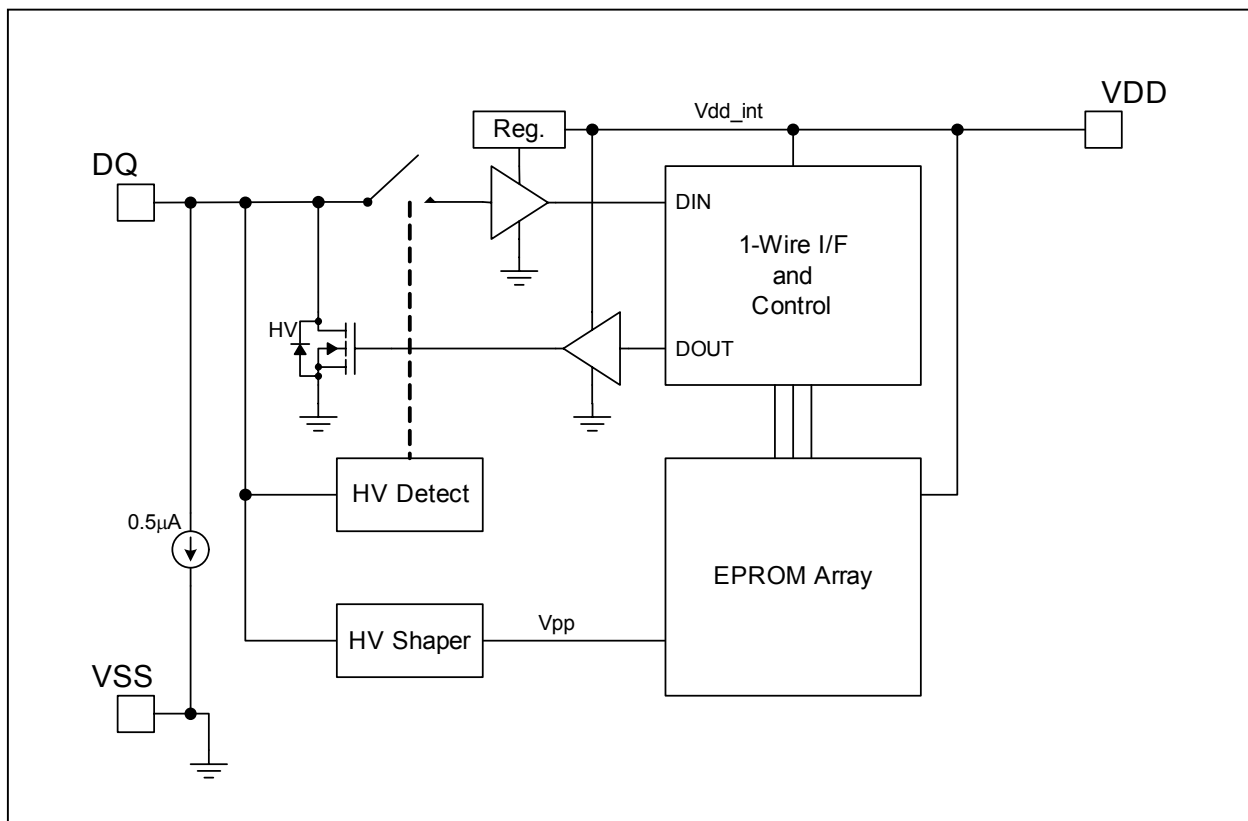 VDD
Vdd_int
Reg.
DQ
DIN
1-Wire I/F
and
Control
HV
DOUT
HV Detect
0.5µA
EPROM Array
HV Shaper
Vpp
VSS